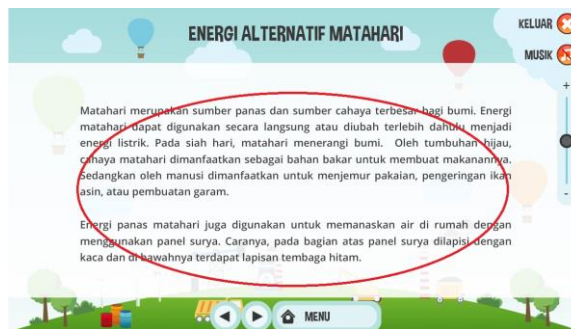 ENERGI ALTERNATIF MATAHARI
KELUAR
MUSIK
+
-
Matahari merupakan sumber panas dan sumber cahaya terbesar bagi bumi. Energi
matahari dapat digunakan secara langsung atau diubah terlebih dahulu menjadi
energi listrik. Pada siah hari, matahari menerangi bumi. Oleh tumbuhan hijau,
cahaya matahari dimanfaatkan sebagai bahan bakar untuk membuat makanannya.
Sedangkan oleh manusi dimanfaatkan untuk menjemur pakaian, pengeringan ikan
asin, atau pembuatan garam.
Energi panas matahari juga digunakan untuk memanaskan air di rumah dengan
menggunakan panel surya. Caranya, pada bagian atas panel surya dilapisi dengan
kaca dan di bawahnya terdapat lapisan tembaga hitam.
MENU